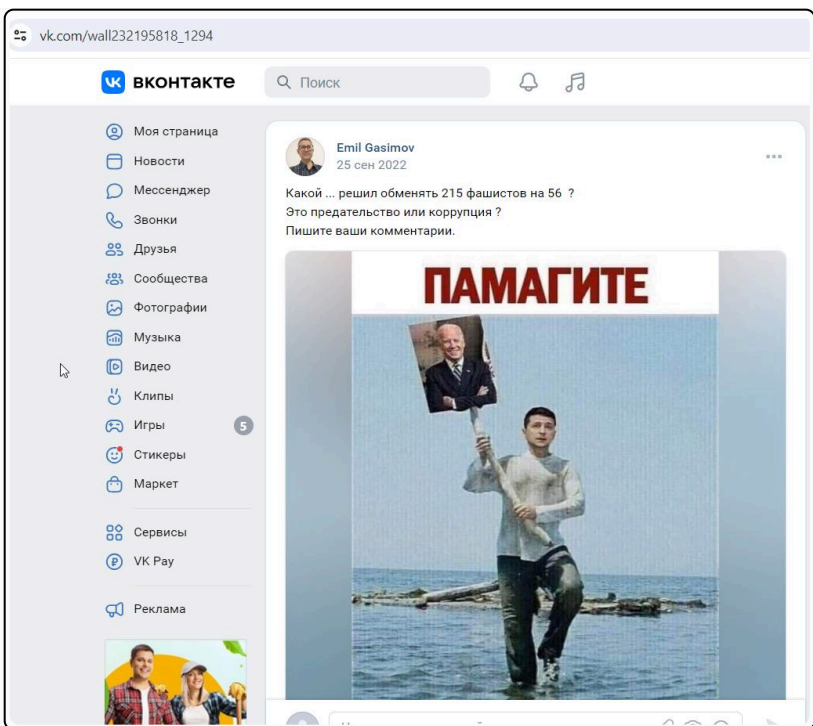 vk.com/wall232195818_1294
вконтакте
Поиск
Моя страница
Новости
Мессенджер
Звонки
Друзья
Сообщества
Фотографии
Музыка
Видео
Клипы
Игры 5
Стикеры
Маркет
Сервисы
VK Pay
Реклама
Emil Gasimov
25 сен 2022
Какой ... решил обменять 215 фашистов на 56 ?
Это предательство или коррупция ?
Пишите ваши комментарии.
ПАМАГИТЕ